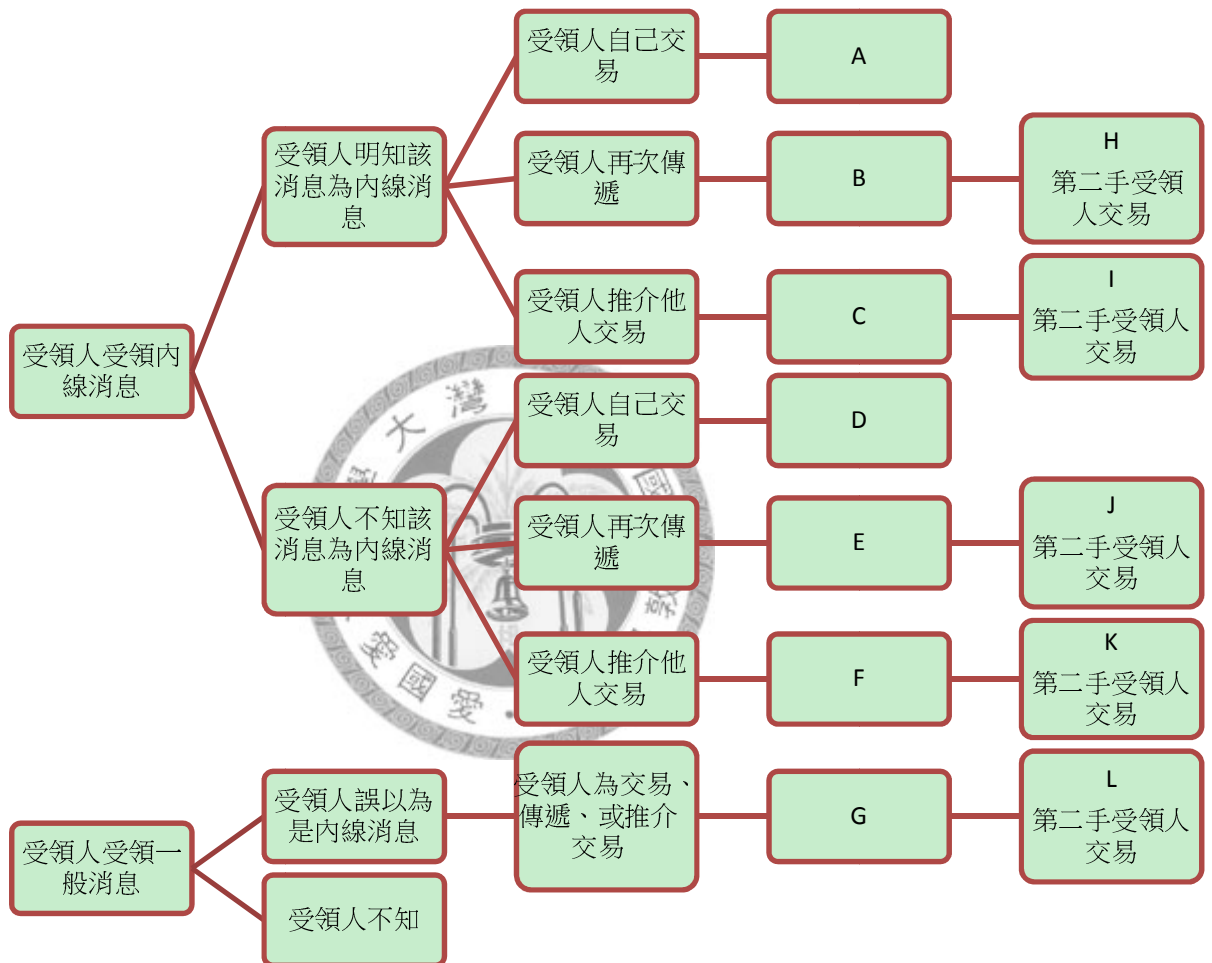 受領人自己交
易
A
受領人明知該
消息為內線消
息
受領人再次傳
遞
B
H
第二手受領
人交易
受領人推介他
人交易
C
I
第二手受領人
交易
受領人受領內
線消息
受領人自己交
易
D
受領人不知該
消息為內線消
息
受領人再次傳
遞
E
J
第二手受領人
交易
受領人推介他
人交易
F
K
第二手受領人
交易
受領人受領一
般消息
受領人誤以為
是內線消息
受領人為交易、
傳遞、或推介
交易
G
L
第二手受領人
交易
受領人不知
大
灣
國
愛
國
愛